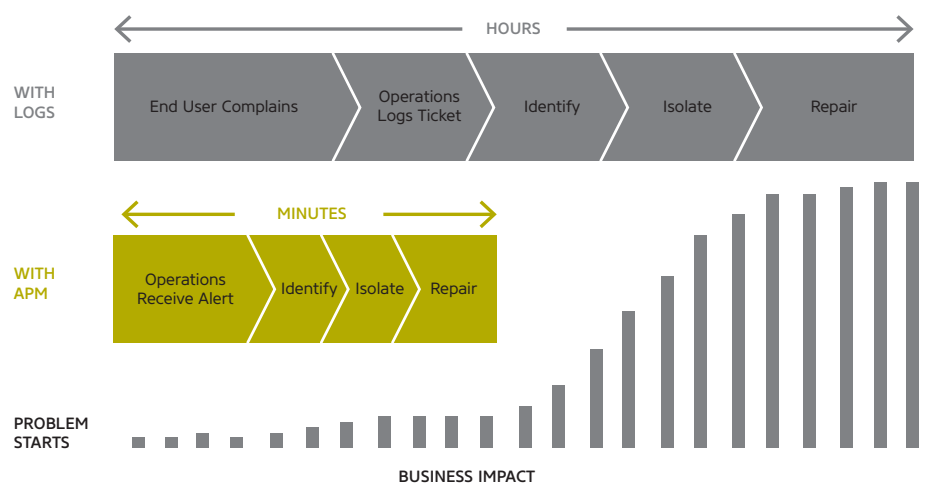 HOURS
WITH
LOGS
End User Complains
Operations
Logs Ticket
Identify
Isolate
Repair
MINUTES
WITH
APM
Operations
Receive Alert
Identify
Isolate
Repair
PROBLEM
STARTS
BUSINESS IMPACT